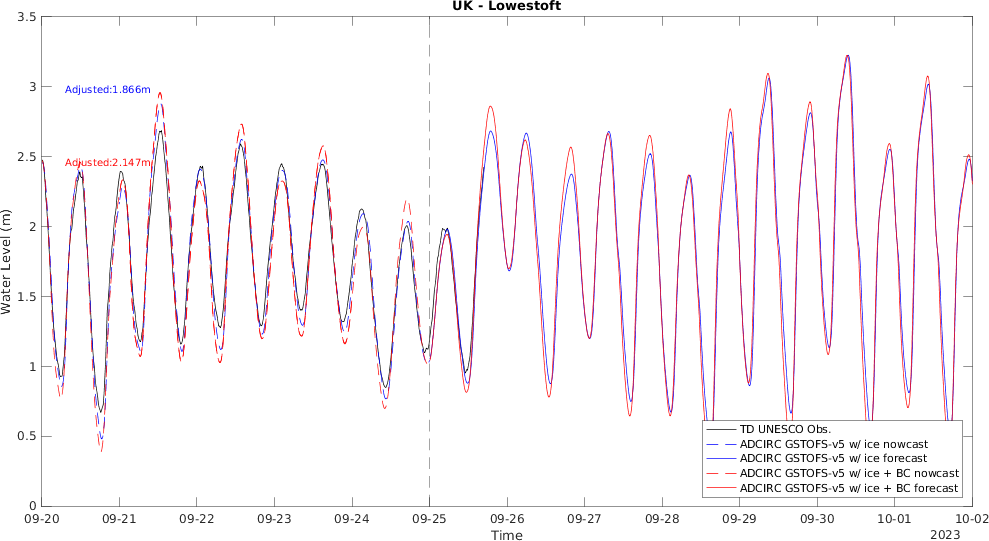 UK - Lowestoft
3.5
3
2.5
2
1.5
1
0.5
0
Water Level (m)
Adjusted:1.866m
Adjusted:2.147m
TD UNESCO Obs.
ADCIRC GSTOFS-v5 w/ ice nowcast
ADCIRC GSTOFS-v5 w/ ice forecast
ADCIRC GSTOFS-v5 w/ ice + BC nowcast
ADCIRC GSTOFS-v5 w/ ice + BC forecast
09-20 09-21 09-22 09-23 09-24 09-25 09-26 09-27 09-28 09-29 09-30 10-01 10-02
Time
2023